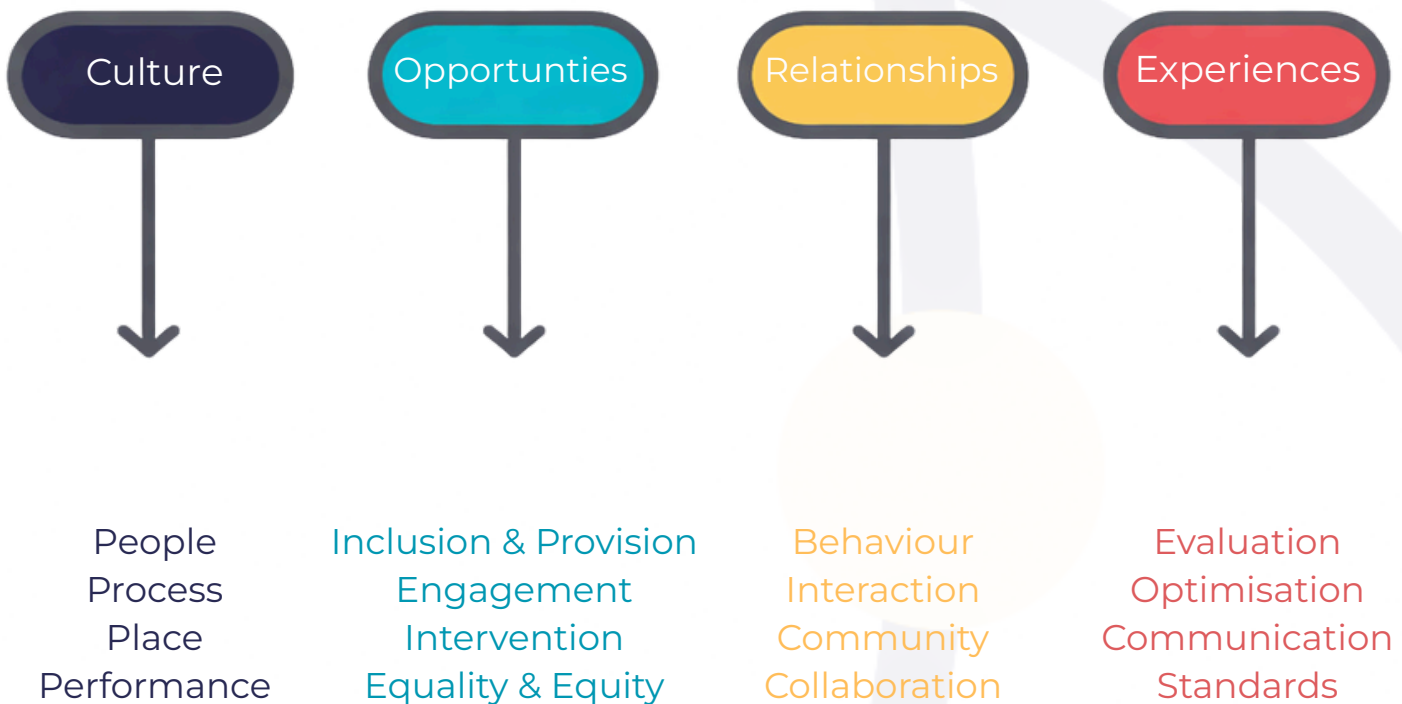 Culture
Opportunties
Relationships
Experiences
People
Process
Place
Performance
Inclusion & Provision
Engagement
Intervention
Equality & Equity
Behaviour
Interaction
Community
Collaboration
Evaluation
Optimisation
Communication
Standards